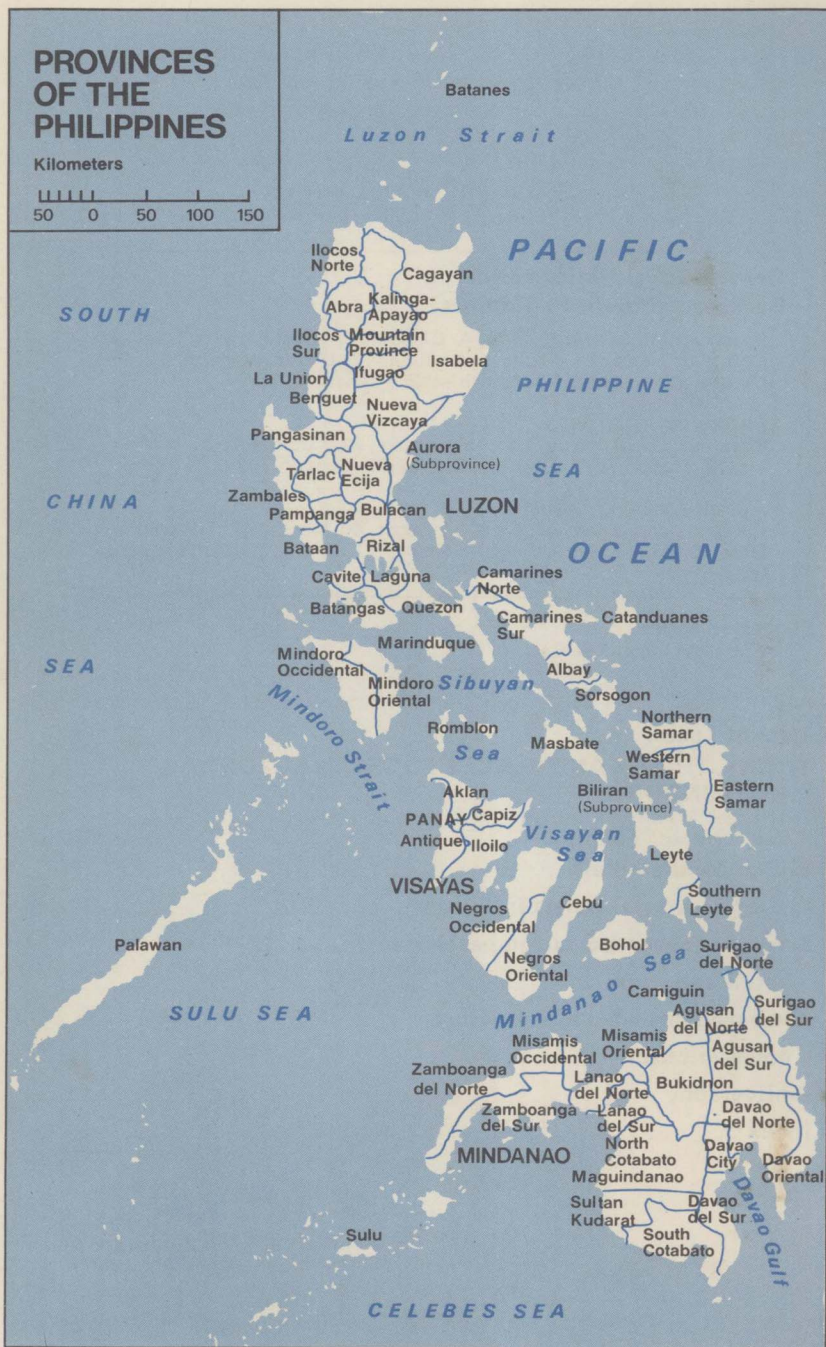 PROVINCES
OF THE
PHILIPPINES
Kilometers
50 0 50 100 150
Batanes
Luzon Strait
PACIFIC
Ilocos
Norte
Cagayan
SOUTH
Abra
Kalinga-
Apayao
Ilocos
Sur
Mountain
Province
Isabela
La Union
Ifugao
PHILIPPINE
Benguet
Nueva
Vizcaya
Pangasinan
Aurora
(Subprovince)
Tarlac
Nueva
Ecija
SEA
CHINA
Zambales
Pampanga
Bulacan
LUZON
Bataan
Rizal
OCEAN
Cavite
Laguna
Camarines
Norte
Batangas
Quezon
Camarines
Sur
Catanduanes
Marinduque
SEA
Mindoro
Occidental
Albay
Mindoro
Oriental
Sibuyan
Sea
Sorsogon
Mindoro Strait
Romblon
Masbate
Northern
Samar
Western
Samar
Biliran
(Subprovince)
Eastern
Samar
Aklan
PANAY
Capiz
Antique
Iloilo
Visayan
Sea
Leyte
VISAYAS
Negros
Occidental
Cebu
Southern
Leyte
Palawan
Bohol
Negros
Oriental
Surigao
del Norte
Mindanao Sea
Camiguin
SULU SEA
Agusan
del Norte
Surigao
del Sur
Misamis
Occidental
Misamis
Oriental
Agusan
del Sur
Zamboanga
del Norte
Lanao
del Norte
Bukidnon
Zamboanga
del Sur
Lanao
del Sur
Davao
del Norte
MINDANAO
North
Cotabato
Davao
City
Davao
Oriental
Maguindanao
Sultan
Kudarat
Davao
del Sur
Davao Gulf
Sulu
South
Cotabato
CELEBES SEA